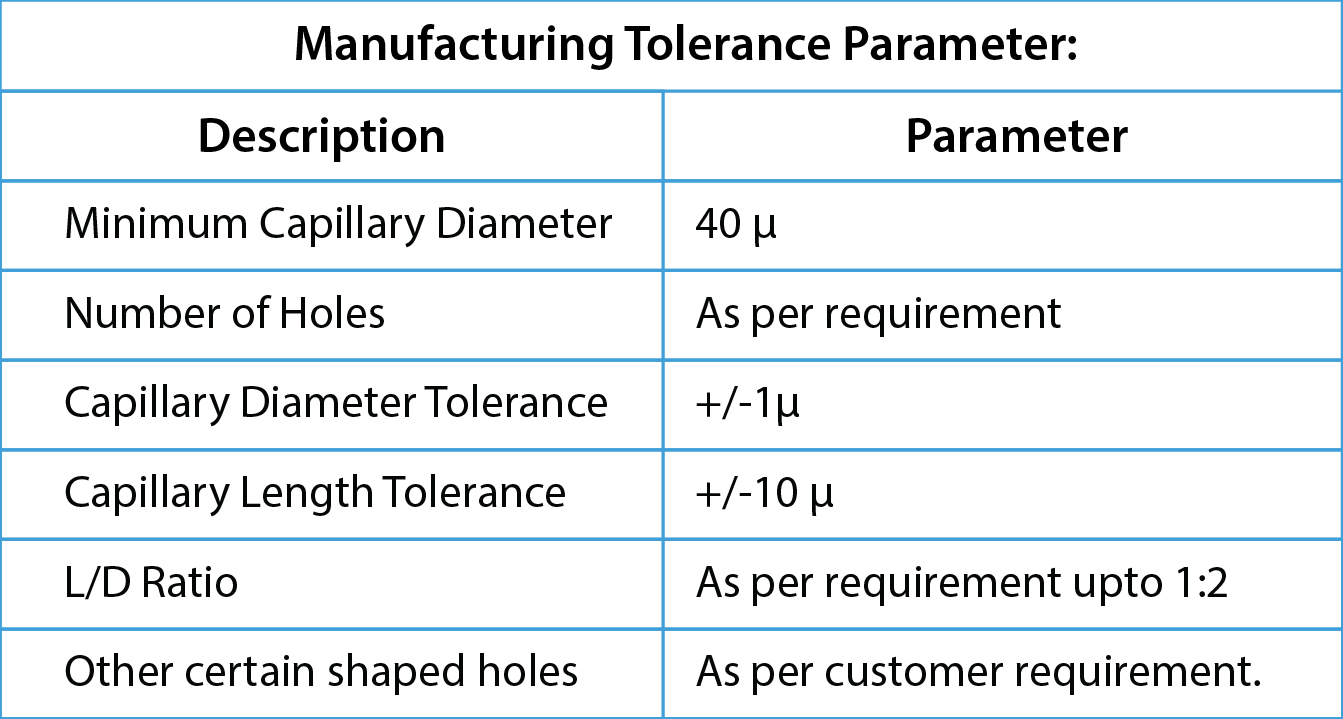 Manufacturing Tolerance Parameter:
Description Parameter
Minimum Capillary Diameter 40 µ
Number of Holes As per requirement
Capillary Diameter Tolerance +/-1µ
Capillary Length Tolerance +/-10 µ
L/D Ratio As per requirement upto 1:2
Other certain shaped holes As per customer requirement.